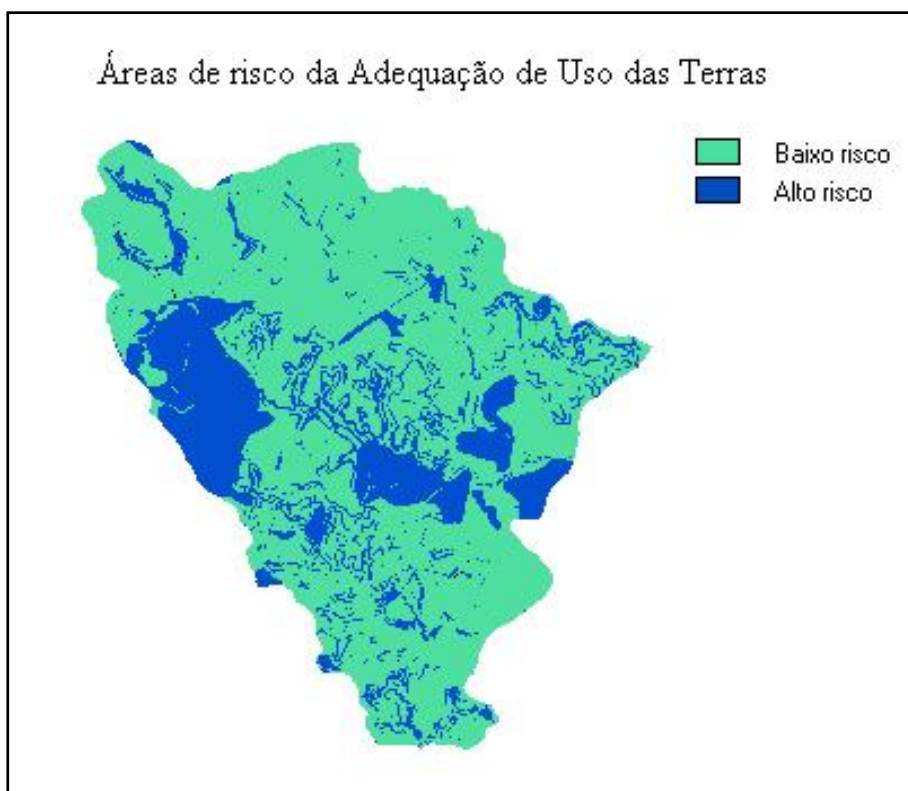 Áreas de risco da Adequação de Uso das Terras
Baixo risco
Alto risco